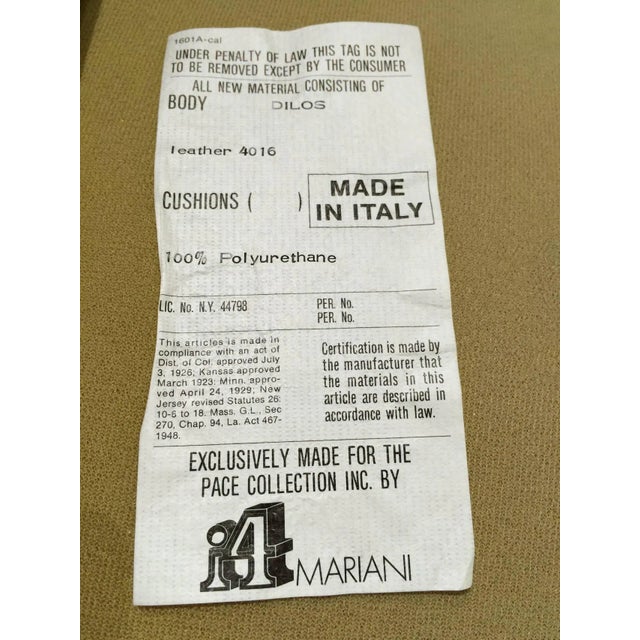 1601A-cal
UNDER PENALTY OF LAW THIS TAG IS NOT
TO BE REMOVED EXCEPT BY THE CONSUMER
ALL NEW MATERIAL CONSISTING OF
BODY DILOS
leather 4016
CUSHIONS ( )
MADE
IN ITALY
100% Polyurethane
LIC. No. N.Y. 44798
PER. No.
PER. No.
This articles is made in
compliance with an act of
Dist. of Col. approved July
3, 1926; Kansas approved
March 1923; Minn. appro-
ved April 24, 1929; New
Jersey revised Statutes 26:
10-6 to 18. Mass. G.L., Sec
270, Chap. 94, La. Act 467-
1948.
Certification is made by
the manufacturer that
the materials in this
article are described in
accordance with law.
EXCLUSIVELY MADE FOR THE
PACE COLLECTION INC. BY
i4
MARIANI